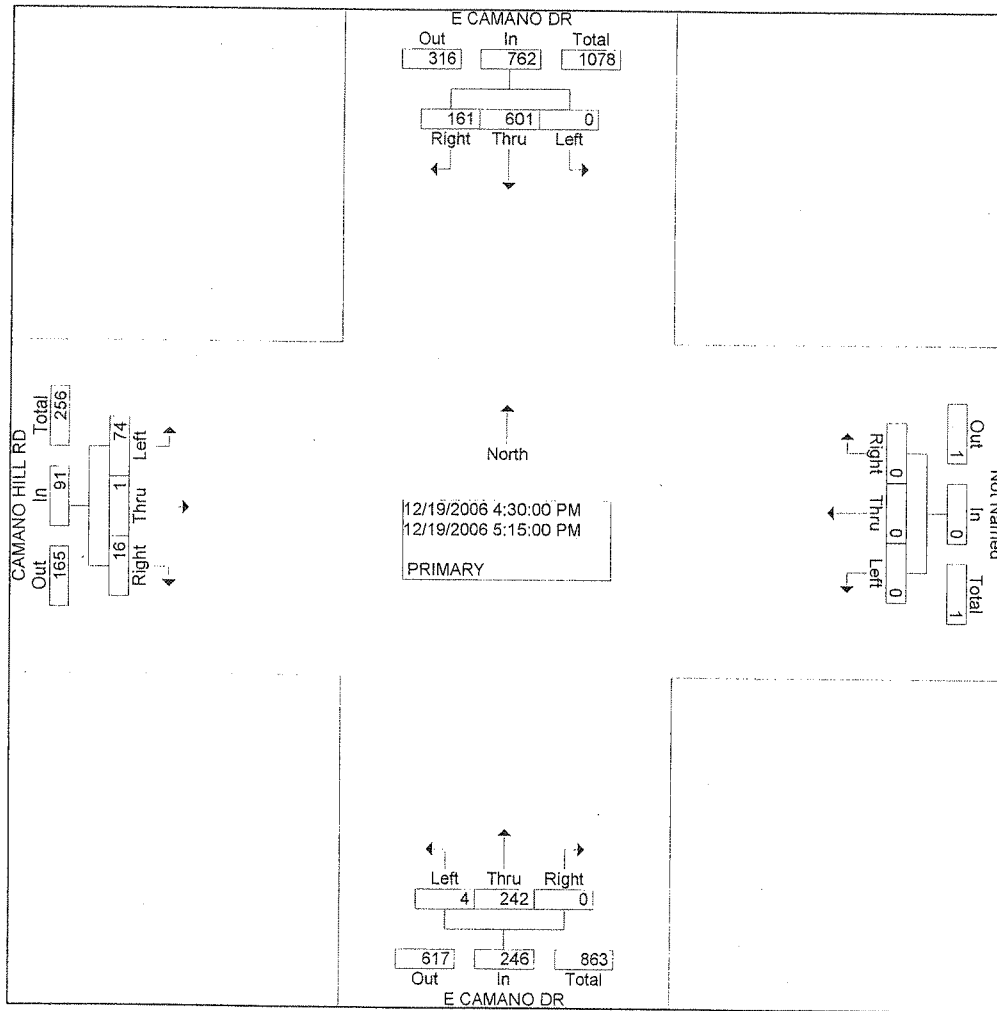 E CAMANO DR
Out In Total
316 762 1078
161 601 0
Right Thru Left
CAMANO HILL RD
Total In Out
256 91 165
74 1 16
Left Thru Right
North
12/19/2006 4:30:00 PM
12/19/2006 5:15:00 PM
PRIMARY
Right Thru Left
0 0 0
Out In Total
1 0 1
Not Named
Left Thru Right
4 242 0
617 246 863
Out In Total
E CAMANO DR